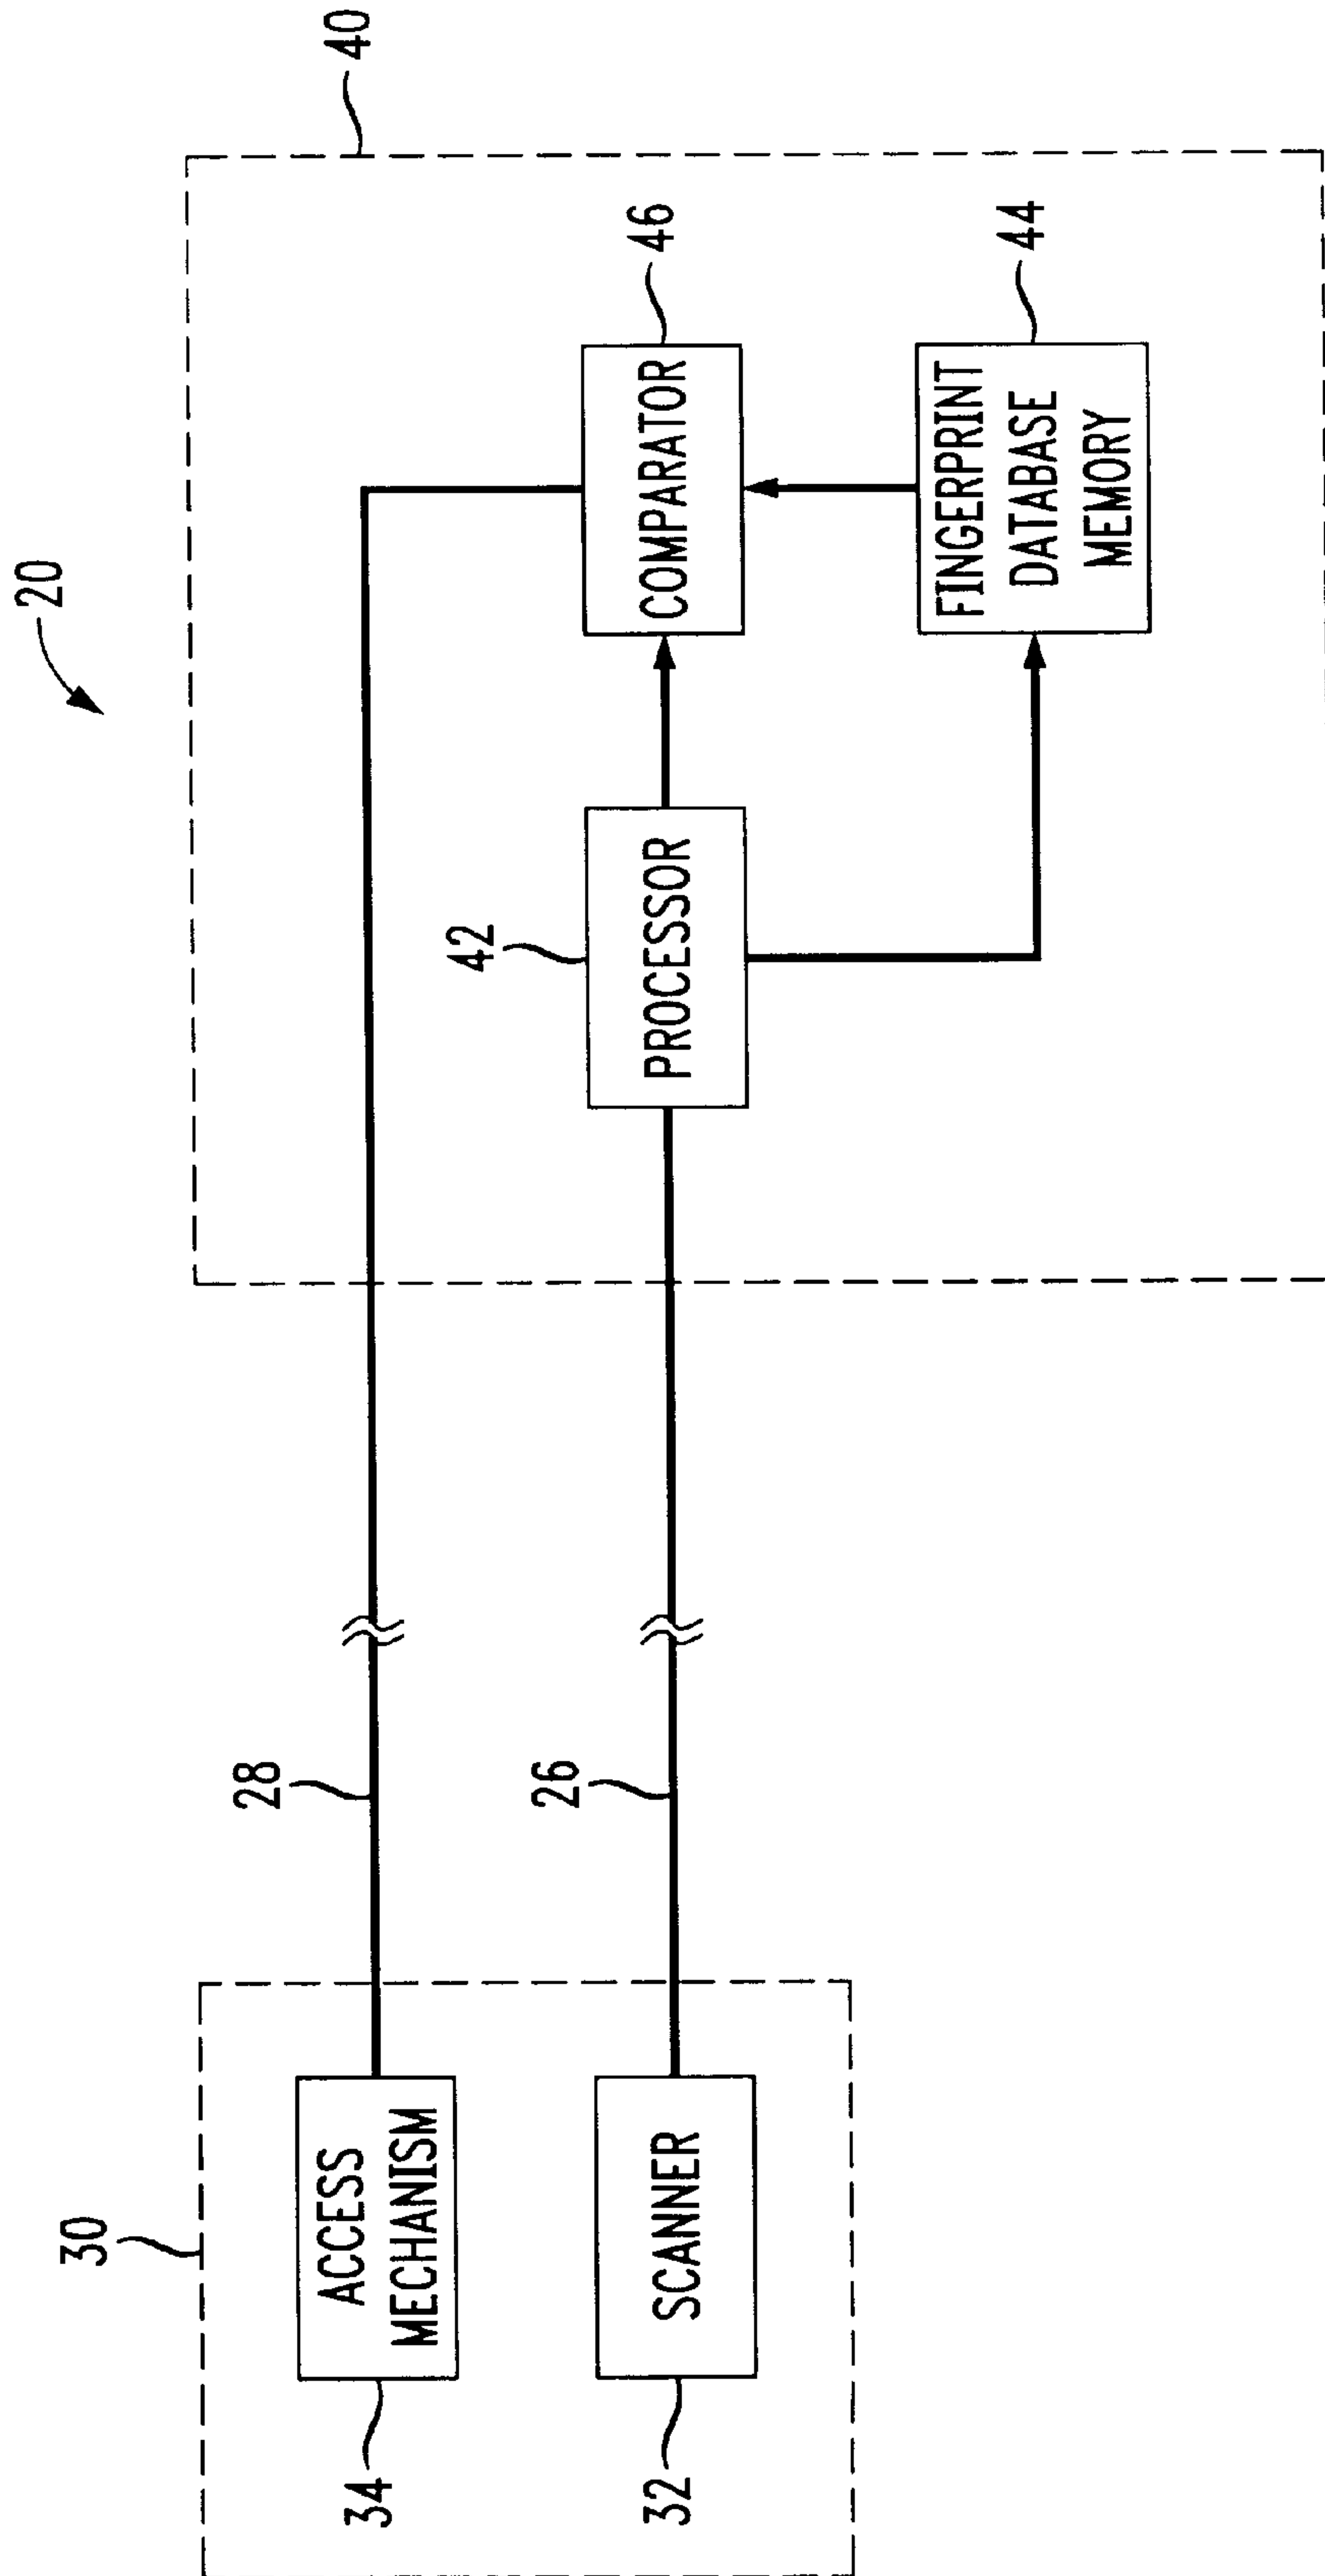 20
30
28
40
ACCESS
MECHANISM
34
42
COMPARATOR
46
26
SCANNER
32
PROCESSOR
FINGERPRINT
DATABASE
MEMORY
44